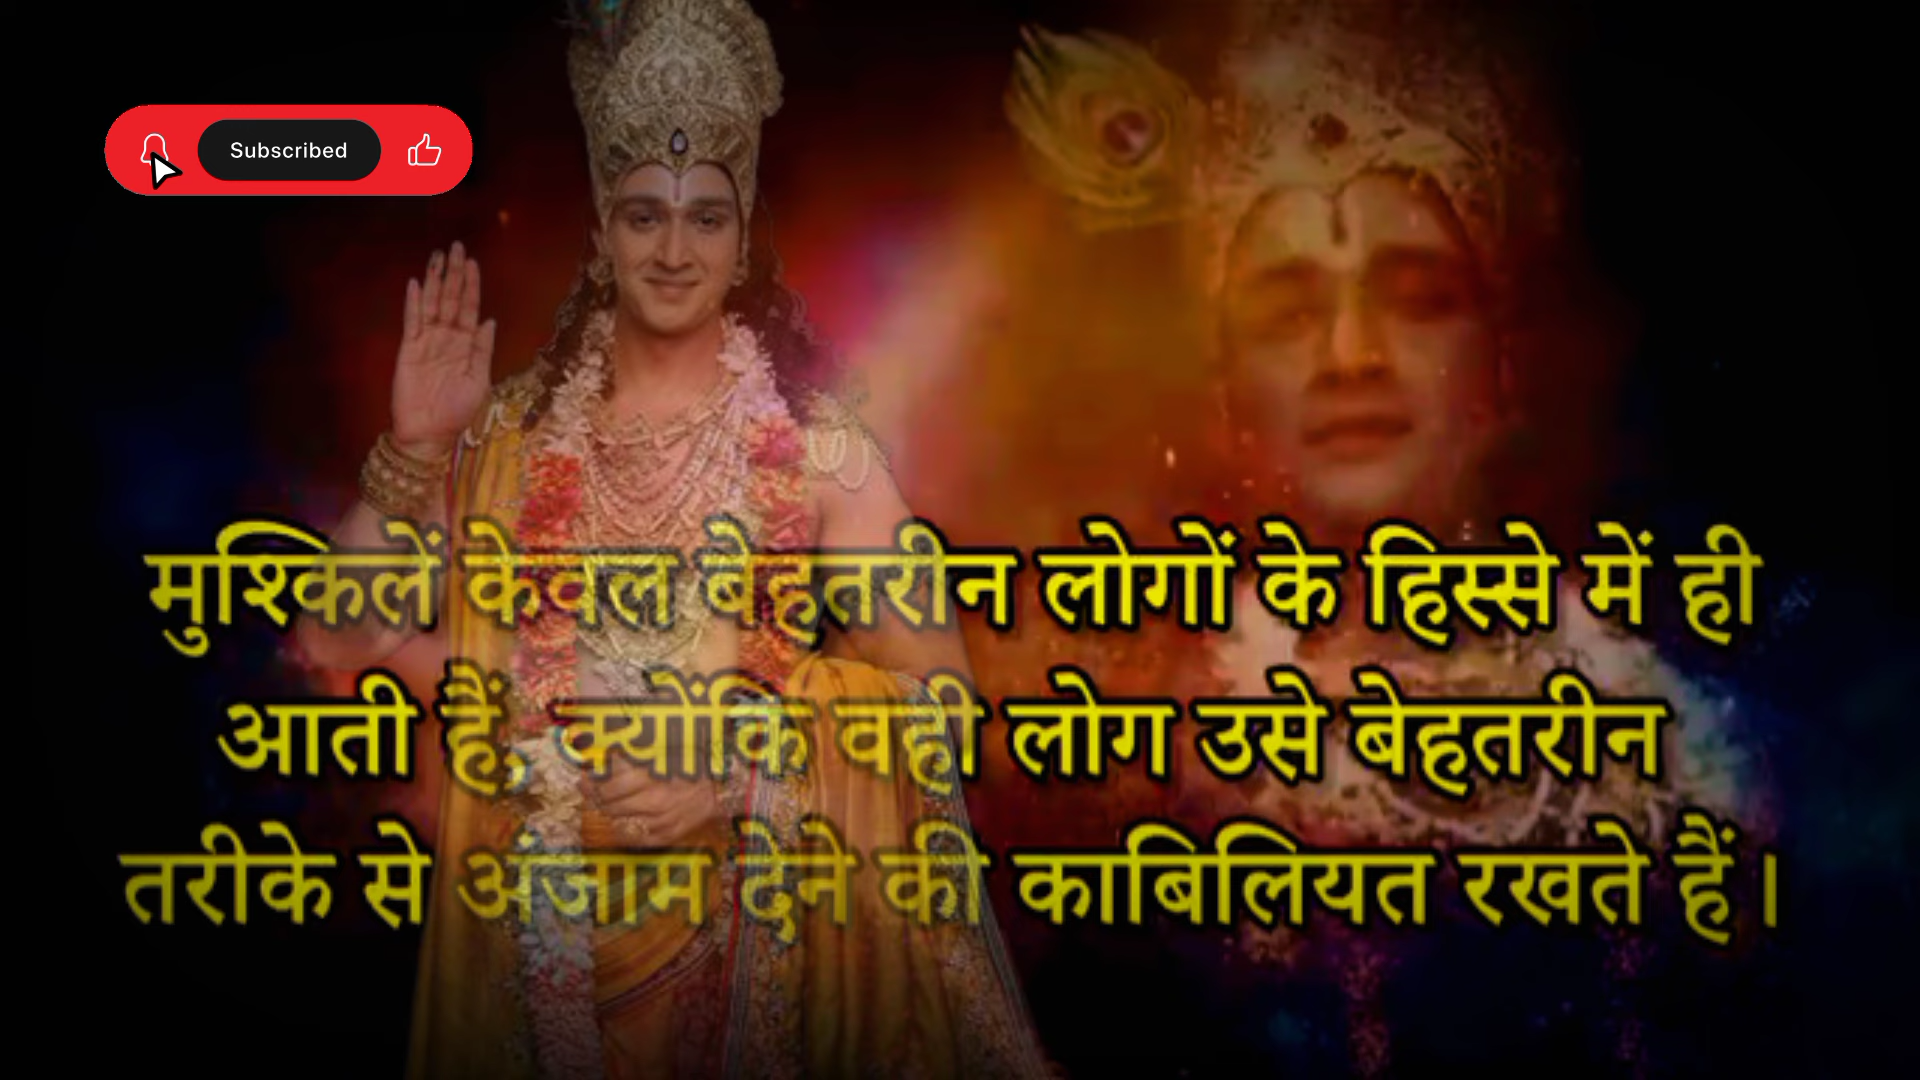 Subscribed
मुश्किलें केवल बेहतरीन लोगों के हिस्से में ही
आती हैं, क्योंकि वही लोग उसे बेहतरीन
तरीके से अंजाम देने की काबिलियत रखते हैं।